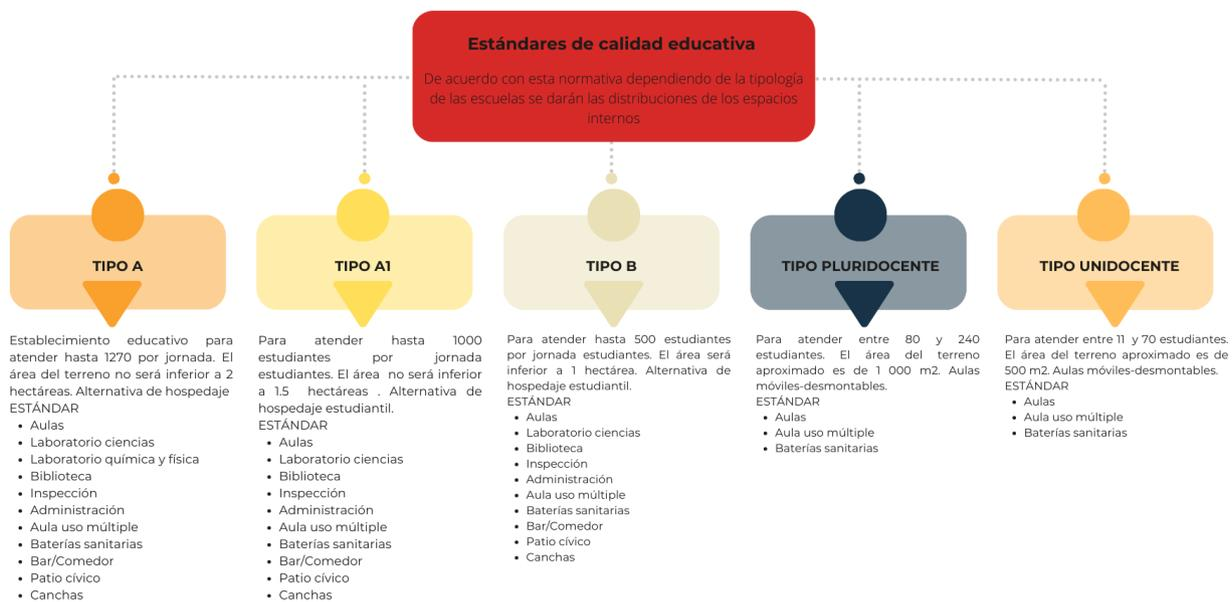 Estándares de calidad educativa
De acuerdo con esta normativa dependiendo de la tipología
de las escuelas se darán las distribuciones de los espacios
internos
TIPO A
Establecimiento educativo para
atender hasta 1270 por jornada. El
área del terreno no será inferior a 2
hectáreas. Alternativa de hospedaje
ESTÁNDAR
• Aulas
• Laboratorio ciencias
• Laboratorio química y física
• Biblioteca
• Inspección
• Administración
• Aula uso múltiple
• Baterías sanitarias
• Bar/Comedor
• Patio cívico
• Canchas
TIPO A1
Para atender hasta 1000
estudiantes por jornada
estudiantes. El área no será inferior
a 1.5 hectáreas . Alternativa de
hospedaje estudiantil.
ESTÁNDAR
• Aulas
• Laboratorio ciencias
• Biblioteca
• Inspección
• Administración
• Aula uso múltiple
• Baterías sanitarias
• Bar/Comedor
• Patio cívico
• Canchas
TIPO B
Para atender hasta 500 estudiantes
por jornada estudiantes. El área será
inferior a 1 hectárea. Alternativa de
hospedaje estudiantil.
ESTÁNDAR
• Aulas
• Laboratorio ciencias
• Biblioteca
• Inspección
• Administración
• Aula uso múltiple
• Baterías sanitarias
• Bar/Comedor
• Patio cívico
• Canchas
TIPO PLURIDOCENTE
Para atender entre 80 y 240
estudiantes. El área del terreno
aproximado es de 1 000 m2. Aulas
móviles-desmontables.
ESTÁNDAR
• Aulas
• Aula uso múltiple
• Baterías sanitarias
TIPO UNIDOCENTE
Para atender entre 11 y 70 estudiantes.
El área del terreno aproximado es de
500 m2. Aulas móviles-desmontables.
ESTÁNDAR
• Aulas
• Aula uso múltiple
• Baterías sanitarias